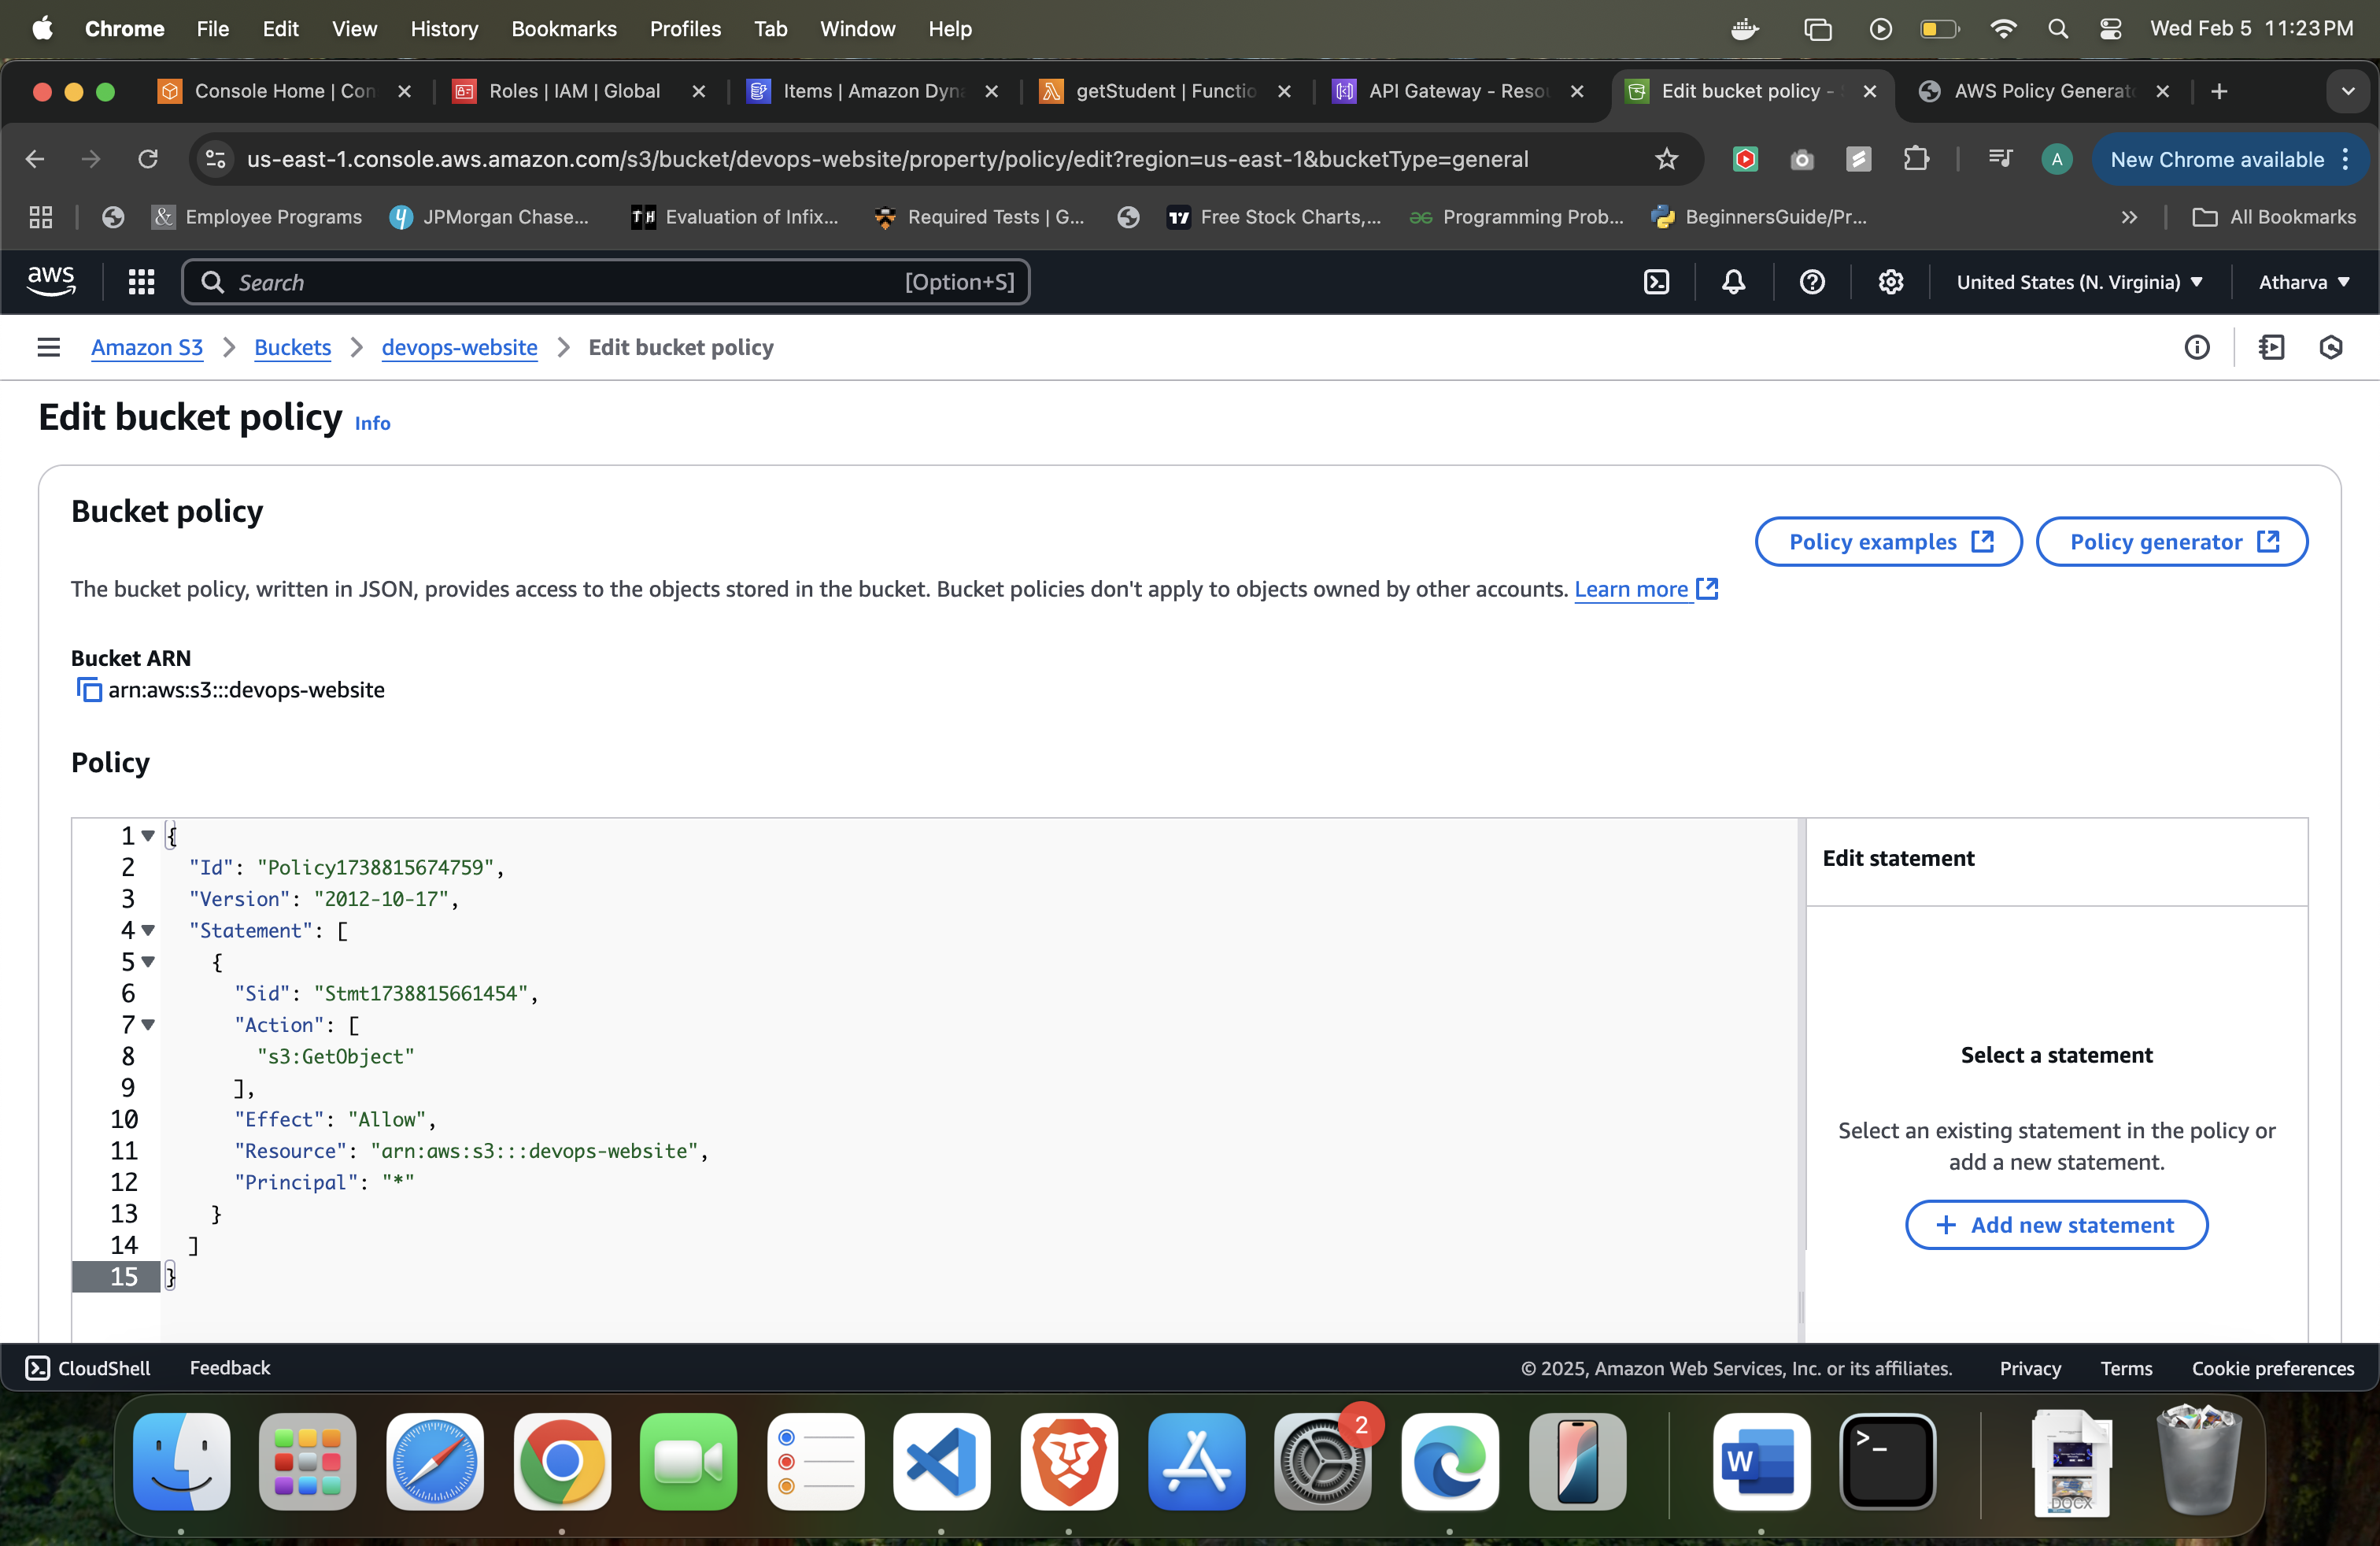 Chrome File Edit View History Bookmarks Profiles Tab Window Help Wed Feb 5 11:23 PM
Console Home | Con Roles | IAM | Global Items | Amazon Dyna getStudent | Functio API Gateway - Resou Edit bucket policy - AWS Policy Generato
us-east-1.console.aws.amazon.com/s3/bucket/devops-website/property/policy/edit?region=us-east-1&bucketType=general A New Chrome available
Employee Programs JPMorgan Chase... Evaluation of Infix... Required Tests | G... Free Stock Charts,... Programming Prob... BeginnersGuide/Pr... All Bookmarks
aws Search [Option+S] United States (N. Virginia) Atharva
Amazon S3 Buckets devops-website Edit bucket policy
Edit bucket policy Info
Bucket policy
Policy examples Policy generator
The bucket policy, written in JSON, provides access to the objects stored in the bucket. Bucket policies don't apply to objects owned by other accounts. Learn more
Bucket ARN
arn:aws:s3:::devops-website
Policy
1 {
2 "Id": "Policy1738815674759",
3 "Version": "2012-10-17",
4 "Statement": [
5 {
6 "Sid": "Stmt1738815661454",
7 "Action": [
8 "s3:GetObject"
9 ],
10 "Effect": "Allow",
11 "Resource": "arn:aws:s3:::devops-website",
12 "Principal": "*"
13 }
14 ]
15 }
Edit statement
Select a statement
Select an existing statement in the policy or
add a new statement.
+ Add new statement
CloudShell Feedback © 2025, Amazon Web Services, Inc. or its affiliates. Privacy Terms Cookie preferences
2
W
DOCX